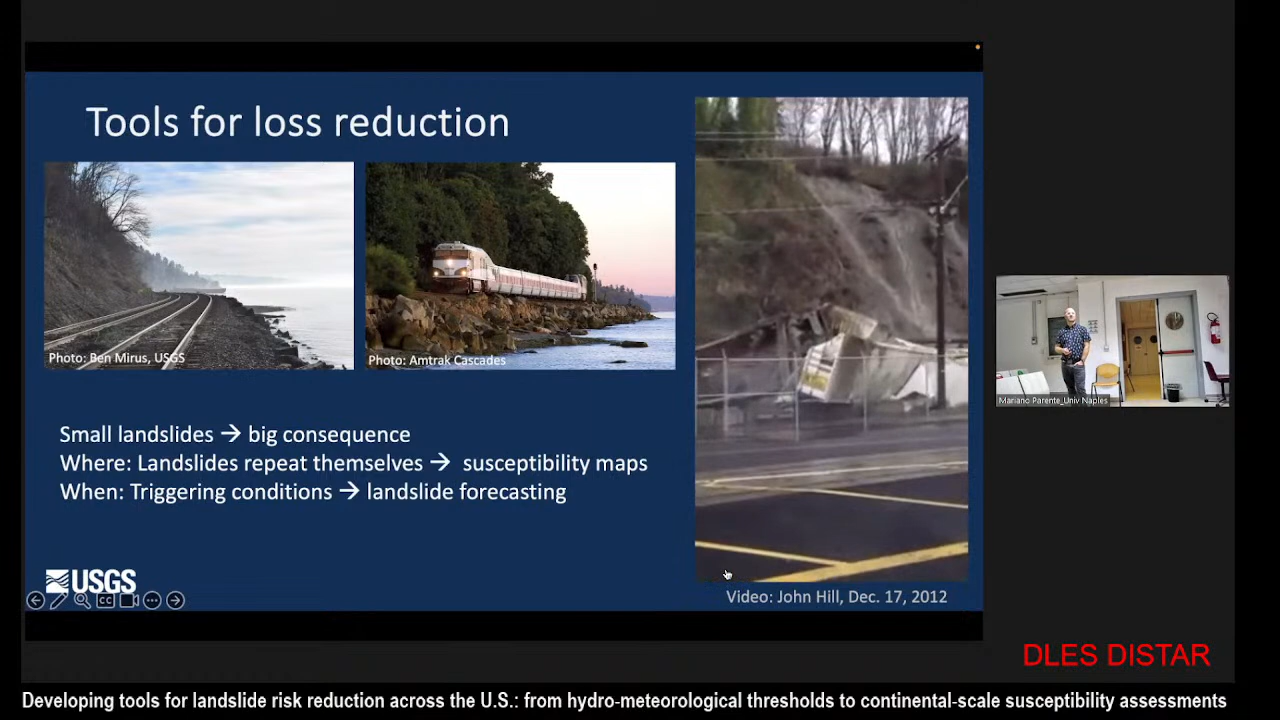 Tools for loss reduction
Photo: Ben Mirus, USGS
Photo: Amtrak Cascades
Small landslides → big consequence
Where: Landslides repeat themselves → susceptibility maps
When: Triggering conditions → landslide forecasting
USGS
CC
Video: John Hill, Dec. 17, 2012
Mariano Parente_Univ Naples
DLES DISTAR
Developing tools for landslide risk reduction across the U.S.: from hydro-meteorological thresholds to continental-scale susceptibility assessments